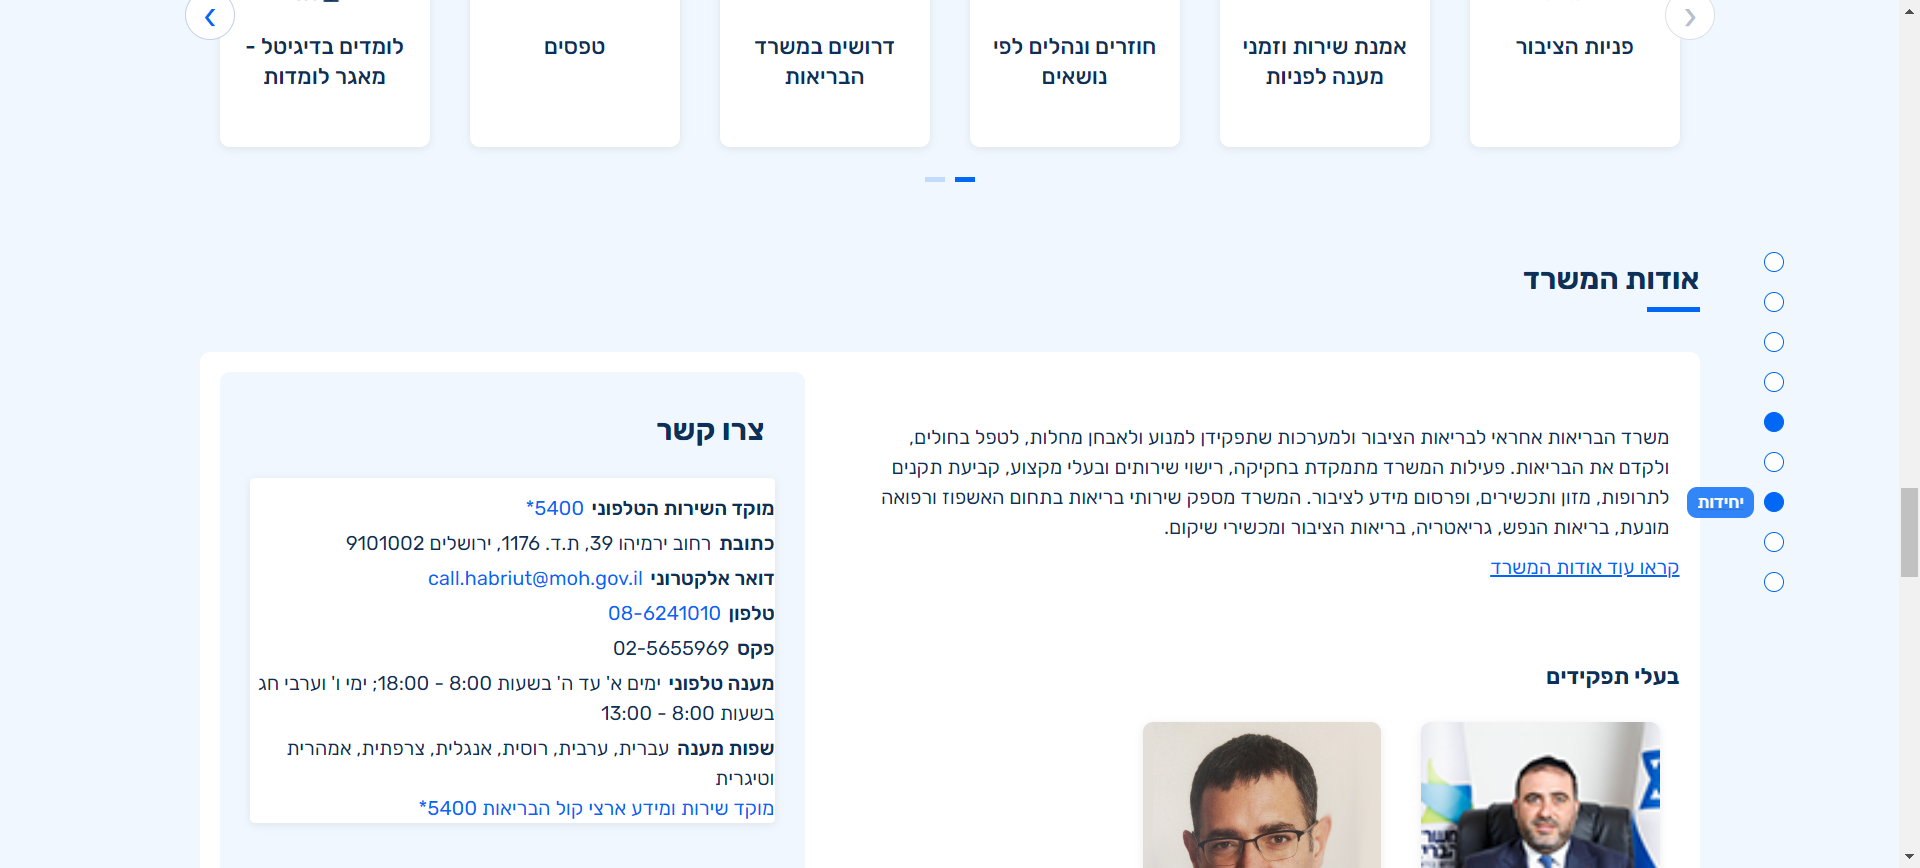 פניות הציבור
אמנת שירות וזמני
מענה לפניות
חוזרים ונהלים לפי
נושאים
דרושים במשרד
הבריאות
טפסים
לומדים בדיגיטל -
מאגר לומדות
אודות המשרד
יחידות
משרד הבריאות אחראי לבריאות הציבור ולמערכות שתפקידן למנוע ולאבחן מחלות, לטפל בחולים,
ולקדם את הבריאות. פעילות המשרד מתמקדת בחקיקה, רישוי שירותים ובעלי מקצוע, קביעת תקנים
לתרופות, מזון ותכשירים, ופרסום מידע לציבור. המשרד מספק שירותי בריאות בתחום האשפוז ורפואה
מונעת, בריאות הנפש, גריאטריה, בריאות הציבור ומכשירי שיקום.
קראו עוד אודות המשרד
בעלי תפקידים
צרו קשר
מוקד השירות הטלפוני 5400*
כתובת רחוב ירמיהו 39, ת.ד. 1176, ירושלים 9101002
דואר אלקטרוני call.habriut@moh.gov.il
טלפון 08-6241010
פקס 02-5655969
מענה טלפוני ימים א' עד ה' בשעות 8:00 - 18:00; ימי ו' וערבי חג
בשעות 8:00 - 13:00
שפות מענה עברית, ערבית, רוסית, אנגלית, צרפתית, אמהרית
וטיגרית
מוקד שירות ומידע ארצי קול הבריאות 5400*